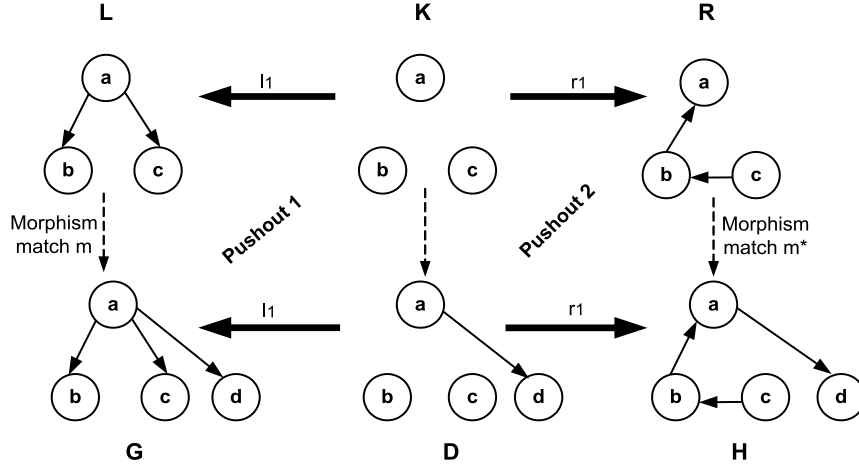 L K R
a a a
l1 r1
b c b c b c
Morphism
match m
Pushout 1
Pushout 2
Morphism
match m*
a a a
l1 r1
b c d b c d b c d
G D H